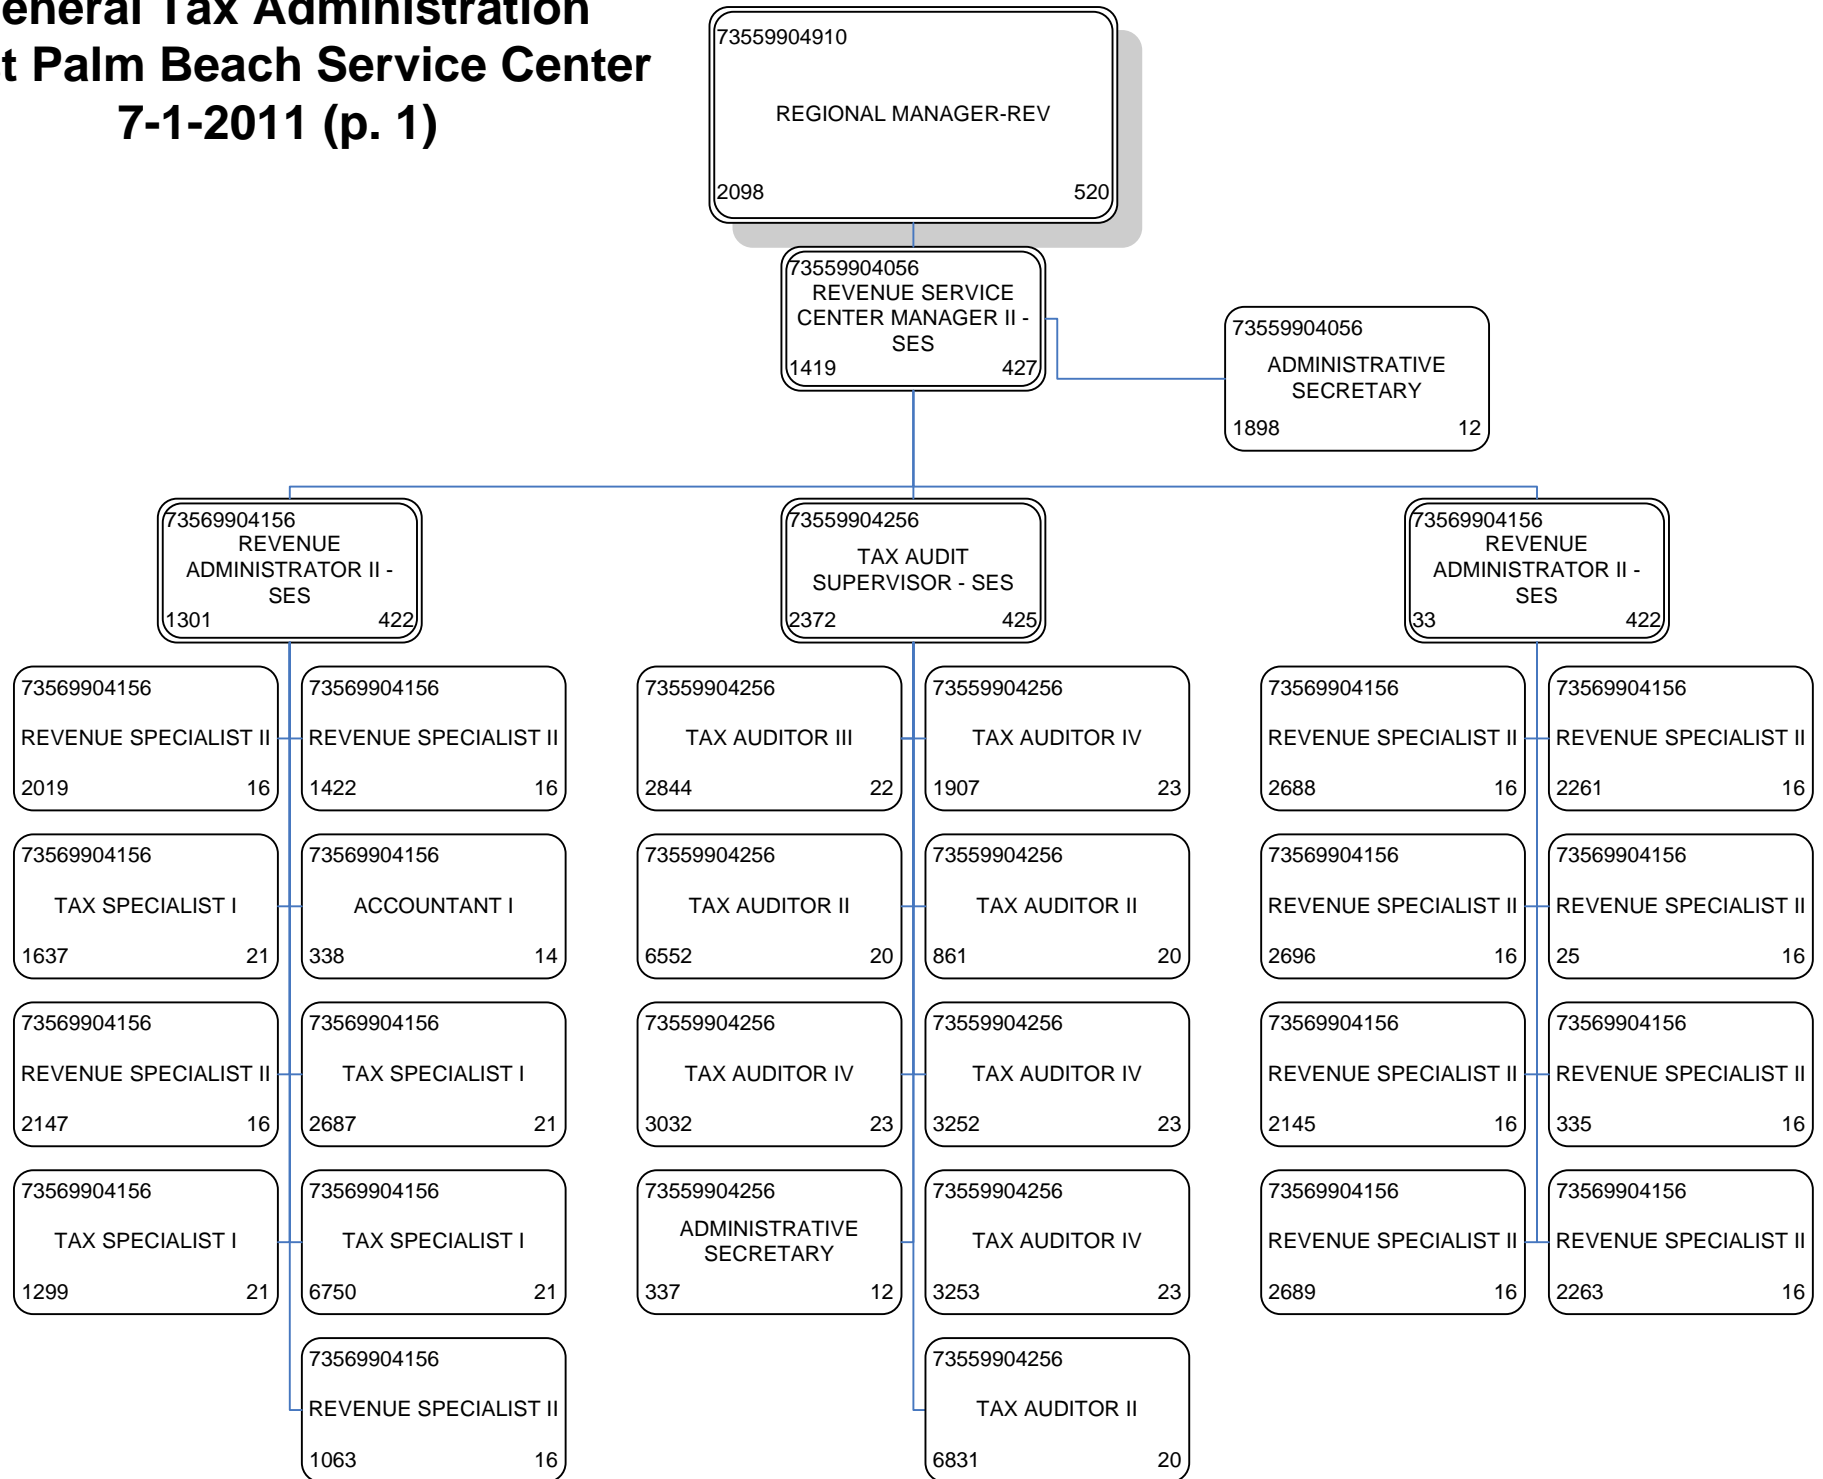 eneral Tax Administration
t Palm Beach Service Center
7-1-2011 (p. 1)
73559904910
REGIONAL MANAGER-REV
2098 520
73559904056
REVENUE SERVICE
CENTER MANAGER II -
SES
1419 427
73559904056
ADMINISTRATIVE
SECRETARY
1898 12
73569904156
REVENUE
ADMINISTRATOR II -
SES
1301 422
73559904256
TAX AUDIT
SUPERVISOR - SES
2372 425
73569904156
REVENUE
ADMINISTRATOR II -
SES
33 422
73569904156
REVENUE SPECIALIST II
2019 16
73569904156
REVENUE SPECIALIST II
1422 16
73559904256
TAX AUDITOR III
2844 22
73559904256
TAX AUDITOR IV
1907 23
73569904156
REVENUE SPECIALIST II
2688 16
73569904156
REVENUE SPECIALIST II
2261 16
73569904156
TAX SPECIALIST I
1637 21
73569904156
ACCOUNTANT I
338 14
73559904256
TAX AUDITOR II
6552 20
73559904256
TAX AUDITOR II
861 20
73569904156
REVENUE SPECIALIST II
2696 16
73569904156
REVENUE SPECIALIST II
25 16
73569904156
REVENUE SPECIALIST II
2147 16
73569904156
TAX SPECIALIST I
2687 21
73559904256
TAX AUDITOR IV
3032 23
73559904256
TAX AUDITOR IV
3252 23
73569904156
REVENUE SPECIALIST II
2145 16
73569904156
REVENUE SPECIALIST II
335 16
73569904156
TAX SPECIALIST I
1299 21
73569904156
TAX SPECIALIST I
6750 21
73559904256
ADMINISTRATIVE
SECRETARY
337 12
73559904256
TAX AUDITOR IV
3253 23
73569904156
REVENUE SPECIALIST II
2689 16
73569904156
REVENUE SPECIALIST II
2263 16
73569904156
REVENUE SPECIALIST II
1063 16
73559904256
TAX AUDITOR II
6831 20